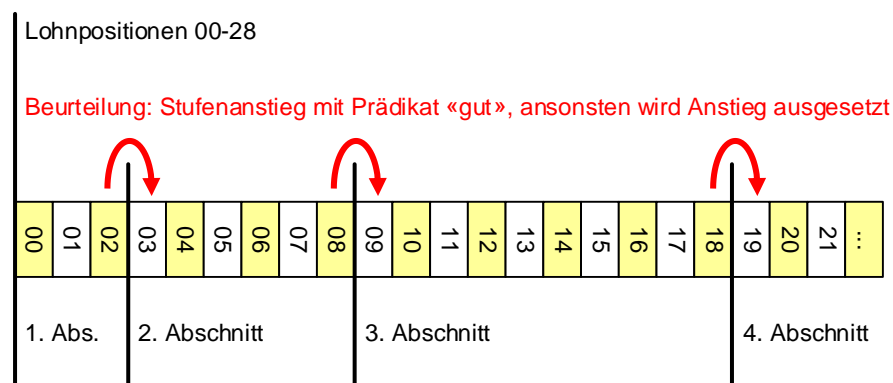 Lohnpositionen 00-28
Beurteilung: Stufenanstieg mit Prädikat «gut», ansonsten wird Anstieg ausgesetzt
00 01 02 03 04 05 06 07 08 09 10 11 12 13 14 15 16 17 18 19 20 21 ...
1. Abs. 2. Abschnitt 3. Abschnitt 4. Abschnitt